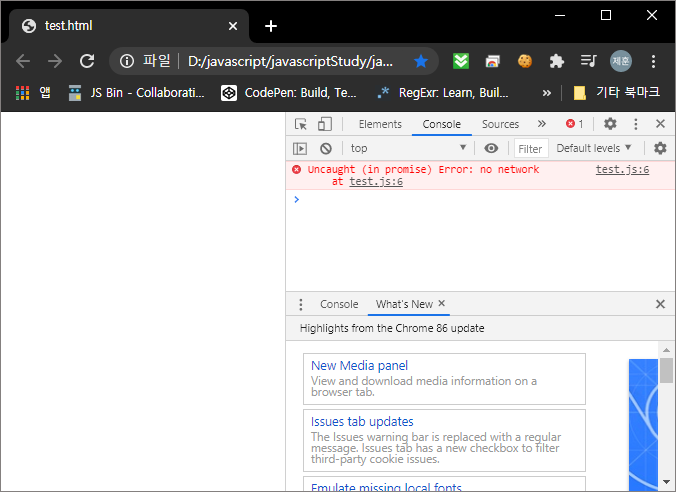 test.html
파일 D:/javascript/javascriptStudy/ja...
제훈
앱 JS Bin - Collaborati... CodePen: Build, Te... RegExr: Learn, Buil... » 기타 북마크
Elements Console Sources » 1
top Filter Default levels
Uncaught (in promise) Error: no network test.js:6
at test.js:6
Console What's New
Highlights from the Chrome 86 update
New Media panel
View and download media information on a
browser tab.
Issues tab updates
The Issues warning bar is replaced with a regular
message. Issues tab has a new checkbox to filter
third-party cookie issues.
Emulate missing local fonts